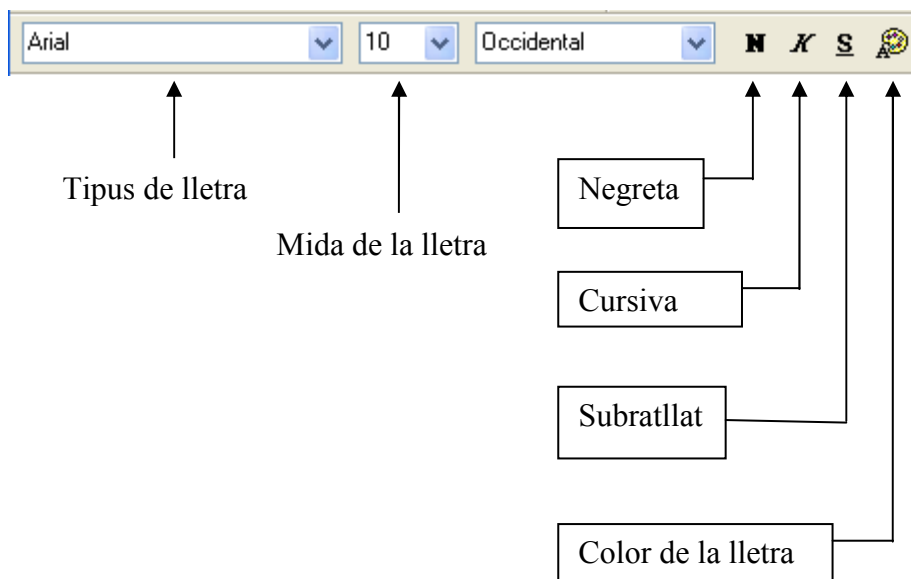 Arial 10 Occidental N K S A
Tipus de lletra
Negreta
Mida de la lletra
Cursiva
Subratllat
Color de la lletra